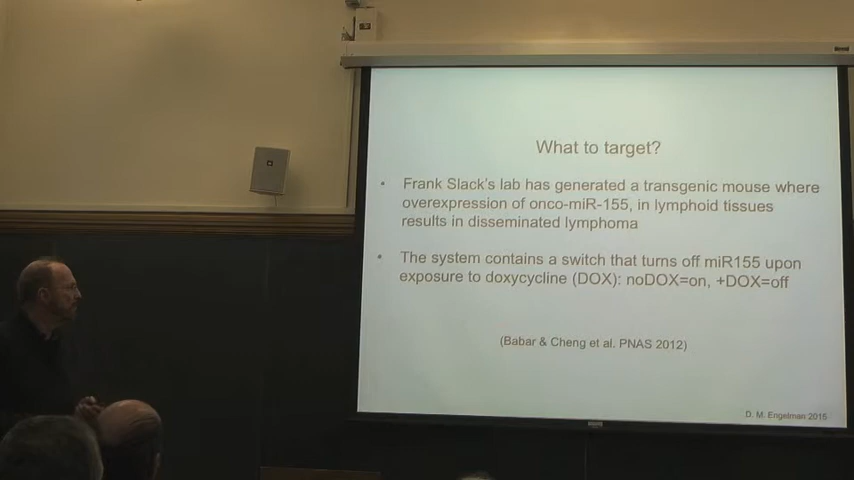 What to target?
Frank Slack's lab has generated a transgenic mouse where
overexpression of onco-miR-155, in lymphoid tissues
results in disseminated lymphoma
The system contains a switch that turns off miR155 upon
exposure to doxycycline (DOX): noDOX=on, +DOX=off
(Babar & Cheng et al. PNAS 2012)
D. M. Engelman 2015